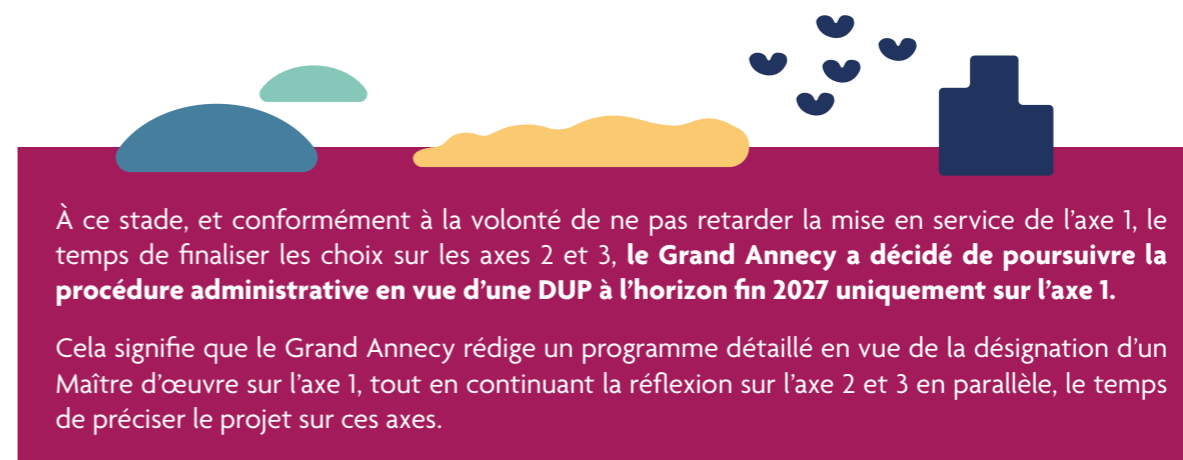 À ce stade, et conformément à la volonté de ne pas retarder la mise en service de l’axe 1, le
temps de finaliser les choix sur les axes 2 et 3, le Grand Annecy a décidé de poursuivre la
procédure administrative en vue d’une DUP à l’horizon fin 2027 uniquement sur l’axe 1.
Cela signifie que le Grand Annecy rédige un programme détaillé en vue de la désignation d’un
Maître d’œuvre sur l’axe 1, tout en continuant la réflexion sur l’axe 2 et 3 en parallèle, le temps
de préciser le projet sur ces axes.